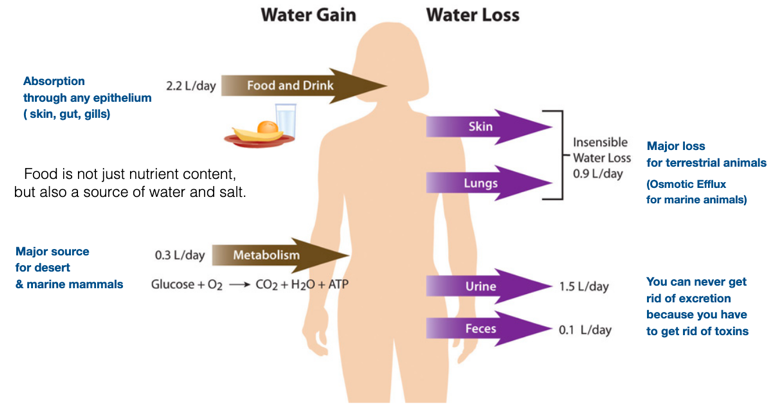 Water Gain
Water Loss
Absorption
through any epithelium
( skin, gut, gills)
2.2 L/day
Food and Drink
Skin
Insensible
Water Loss
0.9 L/day
Lungs
Major loss
for terrestrial animals
(Osmotic Efflux
for marine animals)
Food is not just nutrient content,
but also a source of water and salt.
Major source
for desert
& marine mammals
0.3 L/day
Metabolism
Glucose + O2 → CO2 + H2O + ATP
Urine
1.5 L/day
Feces
0.1 L/day
You can never get
rid of excretion
because you have
to get rid of toxins